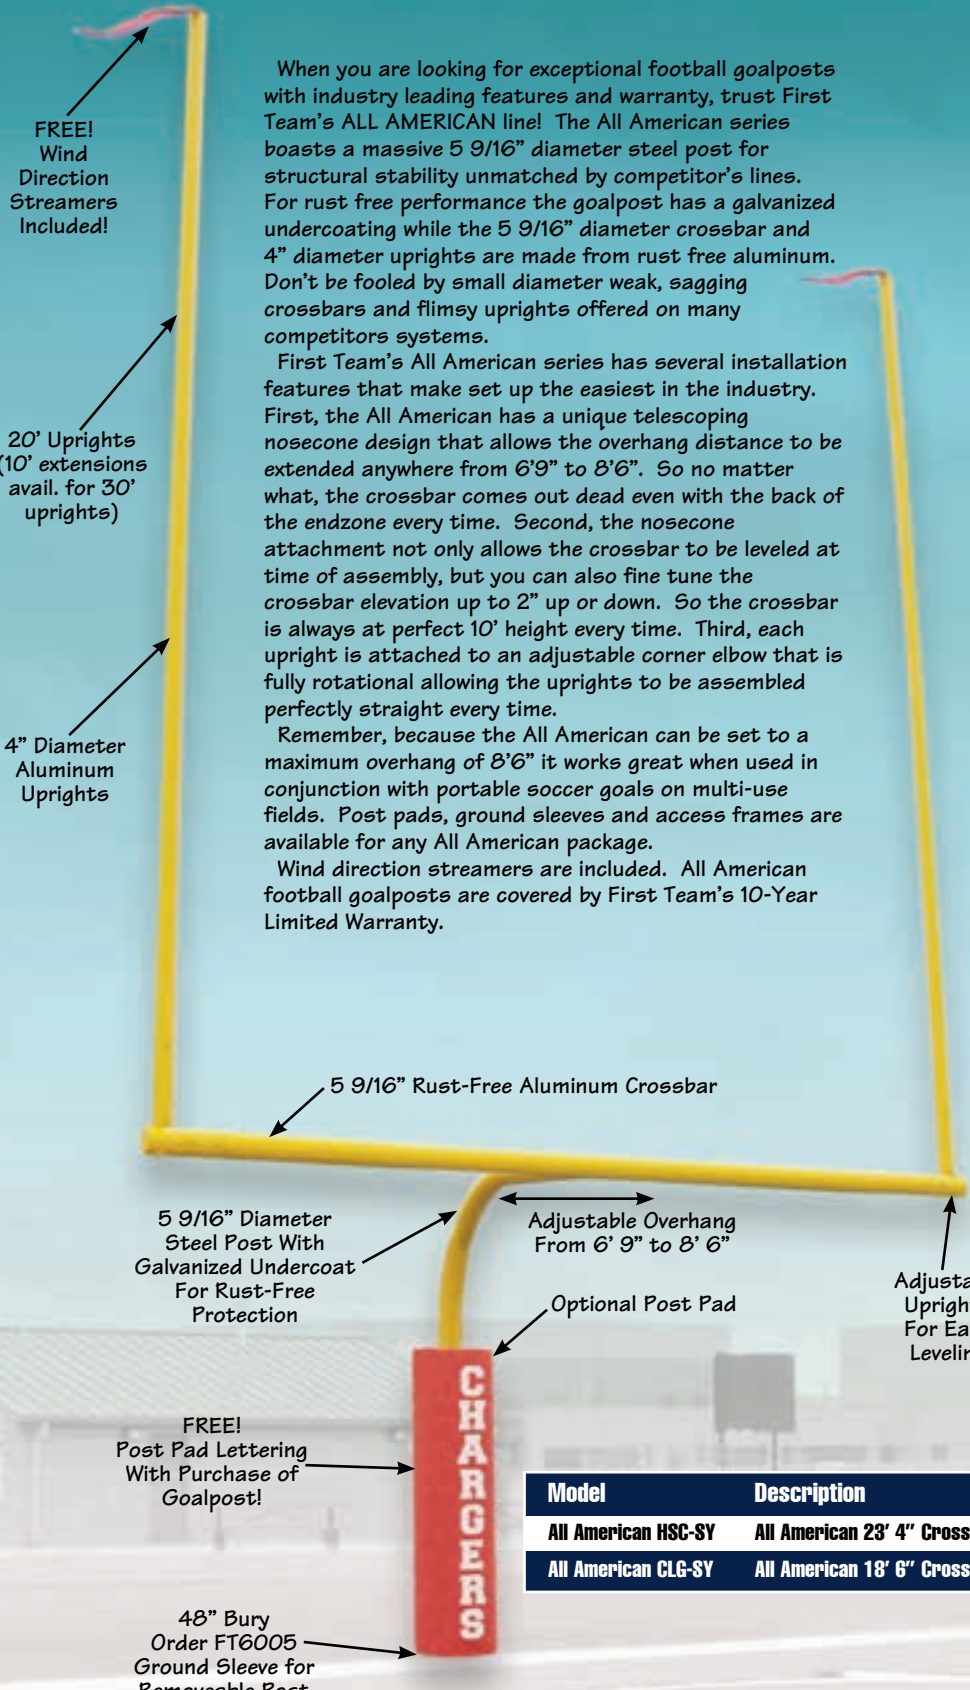 FREE!
Wind
Direction
Streamers
Included!
When you are looking for exceptional football goalposts
with industry leading features and warranty, trust First
Team's ALL AMERICAN line! The All American series
boasts a massive 5 9/16" diameter steel post for
structural stability unmatched by competitor's lines.
For rust free performance the goalpost has a galvanized
undercoating while the 5 9/16" diameter crossbar and
4" diameter uprights are made from rust free aluminum.
Don't be fooled by small diameter weak, sagging
crossbars and flimsy uprights offered on many
competitors systems.
First Team's All American series has several installation
features that make set up the easiest in the industry.
First, the All American has a unique telescoping
nosecone design that allows the overhang distance to be
extended anywhere from 6'9" to 8'6". So no matter
what, the crossbar comes out dead even with the back of
the endzone every time. Second, the nosecone
attachment not only allows the crossbar to be leveled at
time of assembly, but you can also fine tune the
crossbar elevation up to 2" up or down. So the crossbar
is always at perfect 10' height every time. Third, each
upright is attached to an adjustable corner elbow that is
fully rotational allowing the uprights to be assembled
perfectly straight every time.
Remember, because the All American can be set to a
maximum overhang of 8'6" it works great when used in
conjunction with portable soccer goals on multi-use
fields. Post pads, ground sleeves and access frames are
available for any All American package.
Wind direction streamers are included. All American
football goalposts are covered by First Team's 10-Year
Limited Warranty.
20' Uprights
(10' extensions
avail. for 30'
uprights)
4" Diameter
Aluminum
Uprights
5 9/16" Rust-Free Aluminum Crossbar
5 9/16" Diameter
Steel Post With
Galvanized Undercoat
For Rust-Free
Protection
Adjustable Overhang
From 6' 9" to 8' 6"
Upright
For
Optional Post Pad
CHARGERS
FREE!
Post Pad Lettering
With Purchase of
Goalpost!
Model Description
All American HSC-SY All American 23' 4" Cross
All American CLG-SY All American 18' 6" Cross
48" Bury
Order FT6005
Ground Sleeve for
Removeable Post